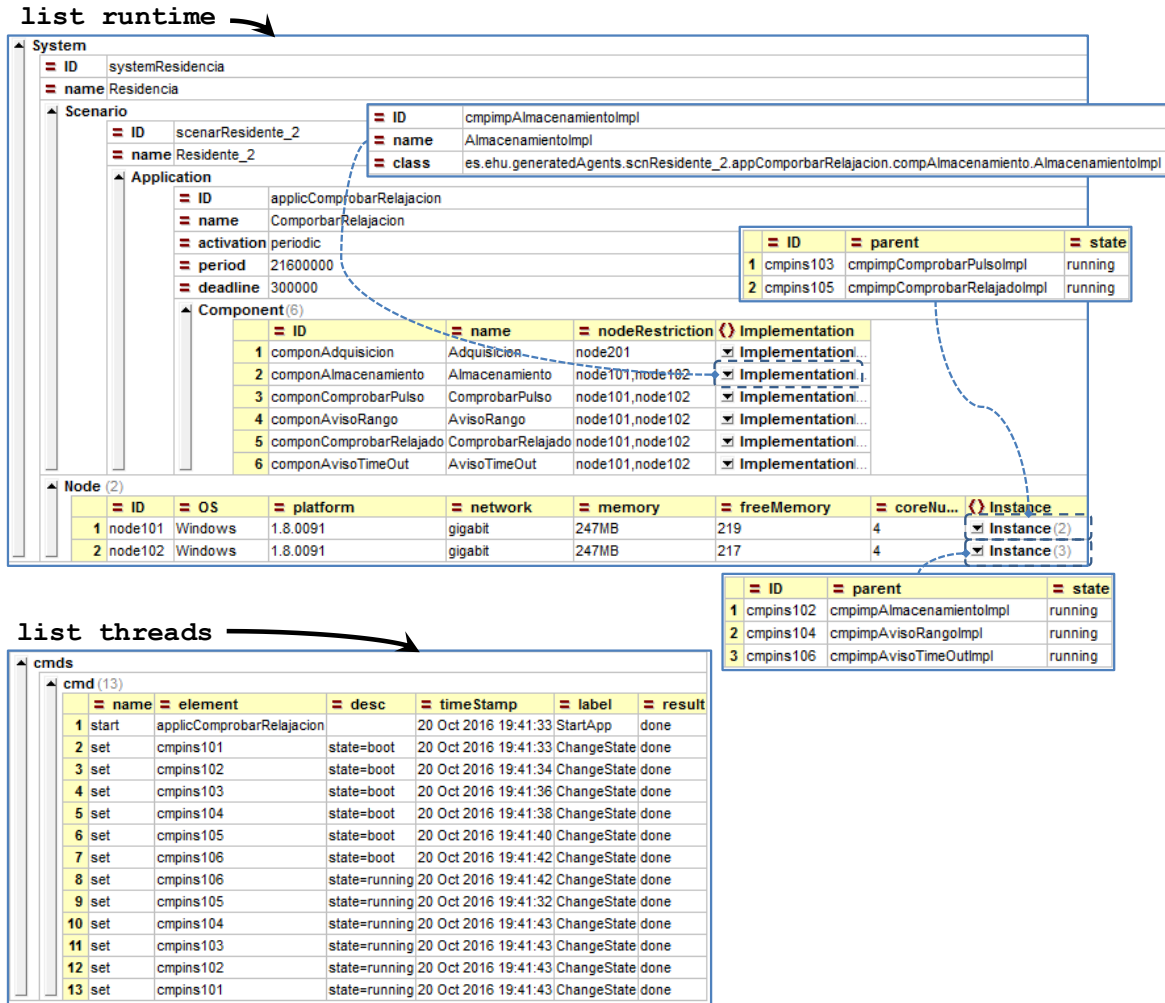 list runtime
System
= ID systemResidencia
= name Residencia
Scenario
= ID scenarResidente_2
= name Residente_2
= ID cmpimpAlmacenamientoImpl
= name AlmacenamientoImpl
= class es.ehu.generatedAgents.scnResidente_2.appComporbarRelajacion.compAlmacenamiento.AlmacenamientoImpl
Application
= ID applicComprobarRelajacion
= name ComporbarRelajacion
= activation periodic
= period 21600000
= deadline 300000
= ID = parent = state
1 cmpins103 cmpimpComprobarPulsoImpl running
2 cmpins105 cmpimpComprobarRelajadoImpl running
Component (6)
= ID = name = nodeRestriction {} Implementation
1 componAdquisicion Adquisicion node201 Implementation...
2 componAlmacenamiento Almacenamiento node101,node102 Implementation...
3 componComprobarPulso ComprobarPulso node101,node102 Implementation...
4 componAvisoRango AvisoRango node101,node102 Implementation...
5 componComprobarRelajado ComprobarRelajado node101,node102 Implementation...
6 componAvisoTimeOut AvisoTimeOut node101,node102 Implementation...
Node (2)
= ID = OS = platform = network = memory = freeMemory = coreNu... {} Instance
1 node101 Windows 1.8.0091 gigabit 247MB 219 4 Instance (2)
2 node102 Windows 1.8.0091 gigabit 247MB 217 4 Instance (3)
= ID = parent = state
1 cmpins102 cmpimpAlmacenamientoImpl running
2 cmpins104 cmpimpAvisoRangoImpl running
3 cmpins106 cmpimpAvisoTimeOutImpl running
list threads
cmds
cmd (13)
= name = element = desc = timeStamp = label = result
1 start applicComprobarRelajacion 20 Oct 2016 19:41:33 StartApp done
2 set cmpins101 state=boot 20 Oct 2016 19:41:33 ChangeState done
3 set cmpins102 state=boot 20 Oct 2016 19:41:34 ChangeState done
4 set cmpins103 state=boot 20 Oct 2016 19:41:36 ChangeState done
5 set cmpins104 state=boot 20 Oct 2016 19:41:38 ChangeState done
6 set cmpins105 state=boot 20 Oct 2016 19:41:40 ChangeState done
7 set cmpins106 state=boot 20 Oct 2016 19:41:42 ChangeState done
8 set cmpins106 state=running 20 Oct 2016 19:41:42 ChangeState done
9 set cmpins105 state=running 20 Oct 2016 19:41:32 ChangeState done
10 set cmpins104 state=running 20 Oct 2016 19:41:43 ChangeState done
11 set cmpins103 state=running 20 Oct 2016 19:41:43 ChangeState done
12 set cmpins102 state=running 20 Oct 2016 19:41:43 ChangeState done
13 set cmpins101 state=running 20 Oct 2016 19:41:43 ChangeState done